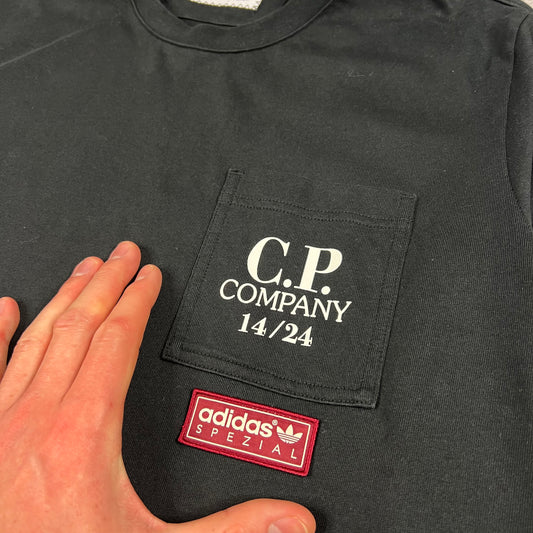 C.P.
COMPANY
14/24
adidas
SPEZIAL